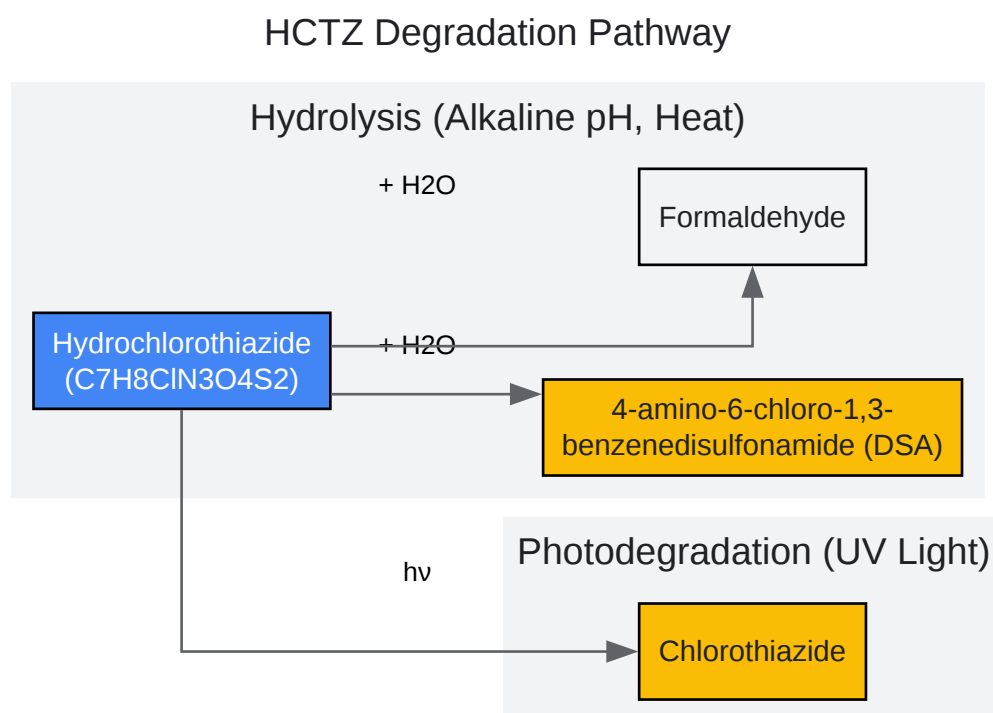 HCTZ Degradation Pathway
Hydrolysis (Alkaline pH, Heat)
+ H2O
Formaldehyde
Hydrochlorothiazide
(C7H8ClN3O4S2)
+ H2O
4-amino-6-chloro-1,3-
benzenedisulfonamide (DSA)
Photodegradation (UV Light)
hν
Chlorothiazide